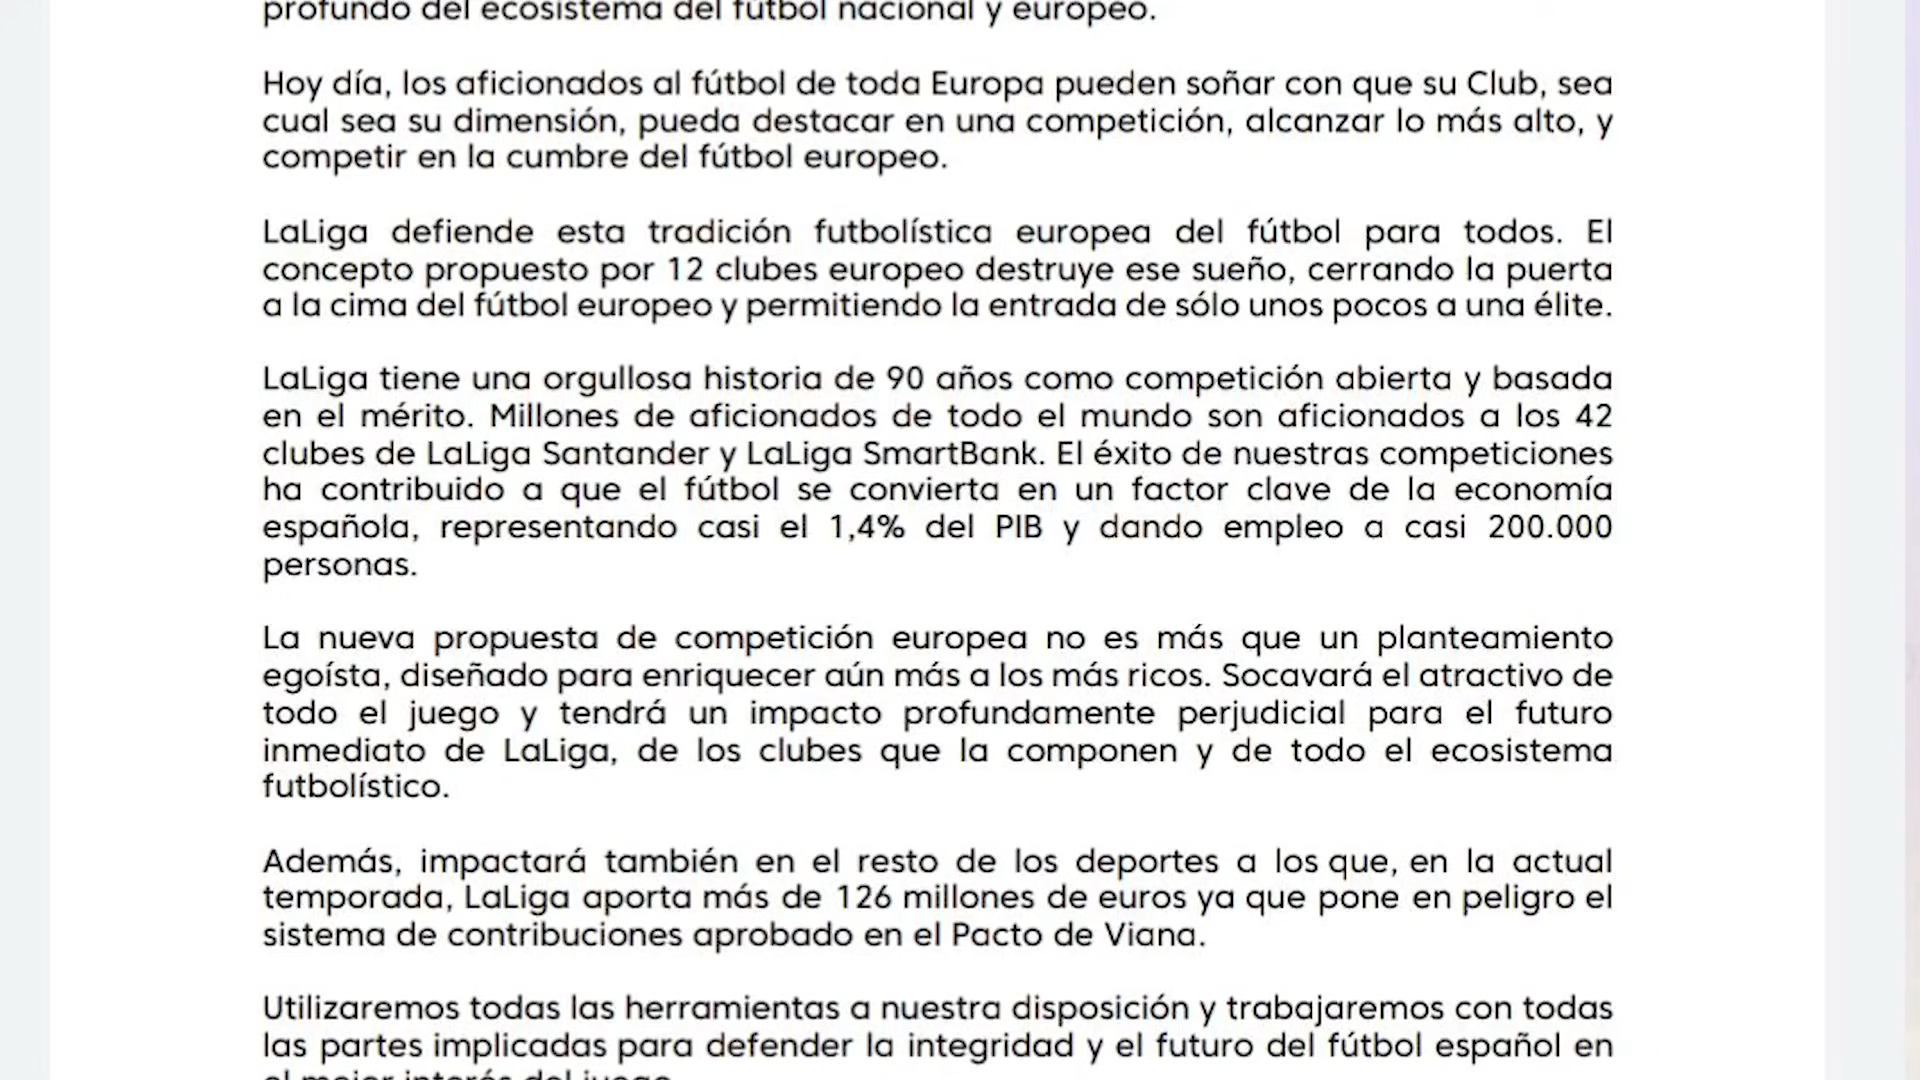 profundo del ecosistema del fútbol nacional y europeo.
Hoy día, los aficionados al fútbol de toda Europa pueden soñar con que su Club, sea
cual sea su dimensión, pueda destacar en una competición, alcanzar lo más alto, y
competir en la cumbre del fútbol europeo.
LaLiga defiende esta tradición futbolística europea del fútbol para todos. El
concepto propuesto por 12 clubes europeo destruye ese sueño, cerrando la puerta
a la cima del fútbol europeo y permitiendo la entrada de sólo unos pocos a una élite.
LaLiga tiene una orgullosa historia de 90 años como competición abierta y basada
en el mérito. Millones de aficionados de todo el mundo son aficionados a los 42
clubes de LaLiga Santander y LaLiga SmartBank. El éxito de nuestras competiciones
ha contribuido a que el fútbol se convierta en un factor clave de la economía
española, representando casi el 1,4% del PIB y dando empleo a casi 200.000
personas.
La nueva propuesta de competición europea no es más que un planteamiento
egoísta, diseñado para enriquecer aún más a los más ricos. Socavará el atractivo de
todo el juego y tendrá un impacto profundamente perjudicial para el futuro
inmediato de LaLiga, de los clubes que la componen y de todo el ecosistema
futbolístico.
Además, impactará también en el resto de los deportes a los que, en la actual
temporada, LaLiga aporta más de 126 millones de euros ya que pone en peligro el
sistema de contribuciones aprobado en el Pacto de Viana.
Utilizaremos todas las herramientas a nuestra disposición y trabajaremos con todas
las partes implicadas para defender la integridad y el futuro del fútbol español en
el mejor interés del juego.